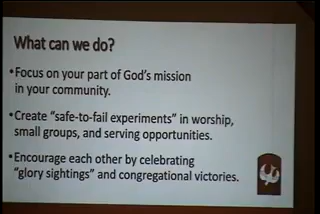 What can we do?
•Focus on your part of God's mission
in your community.
•Create "safe-to-fail experiments" in worship,
small groups, and serving opportunities.
•Encourage each other by celebrating
"glory sightings" and congregational victories.